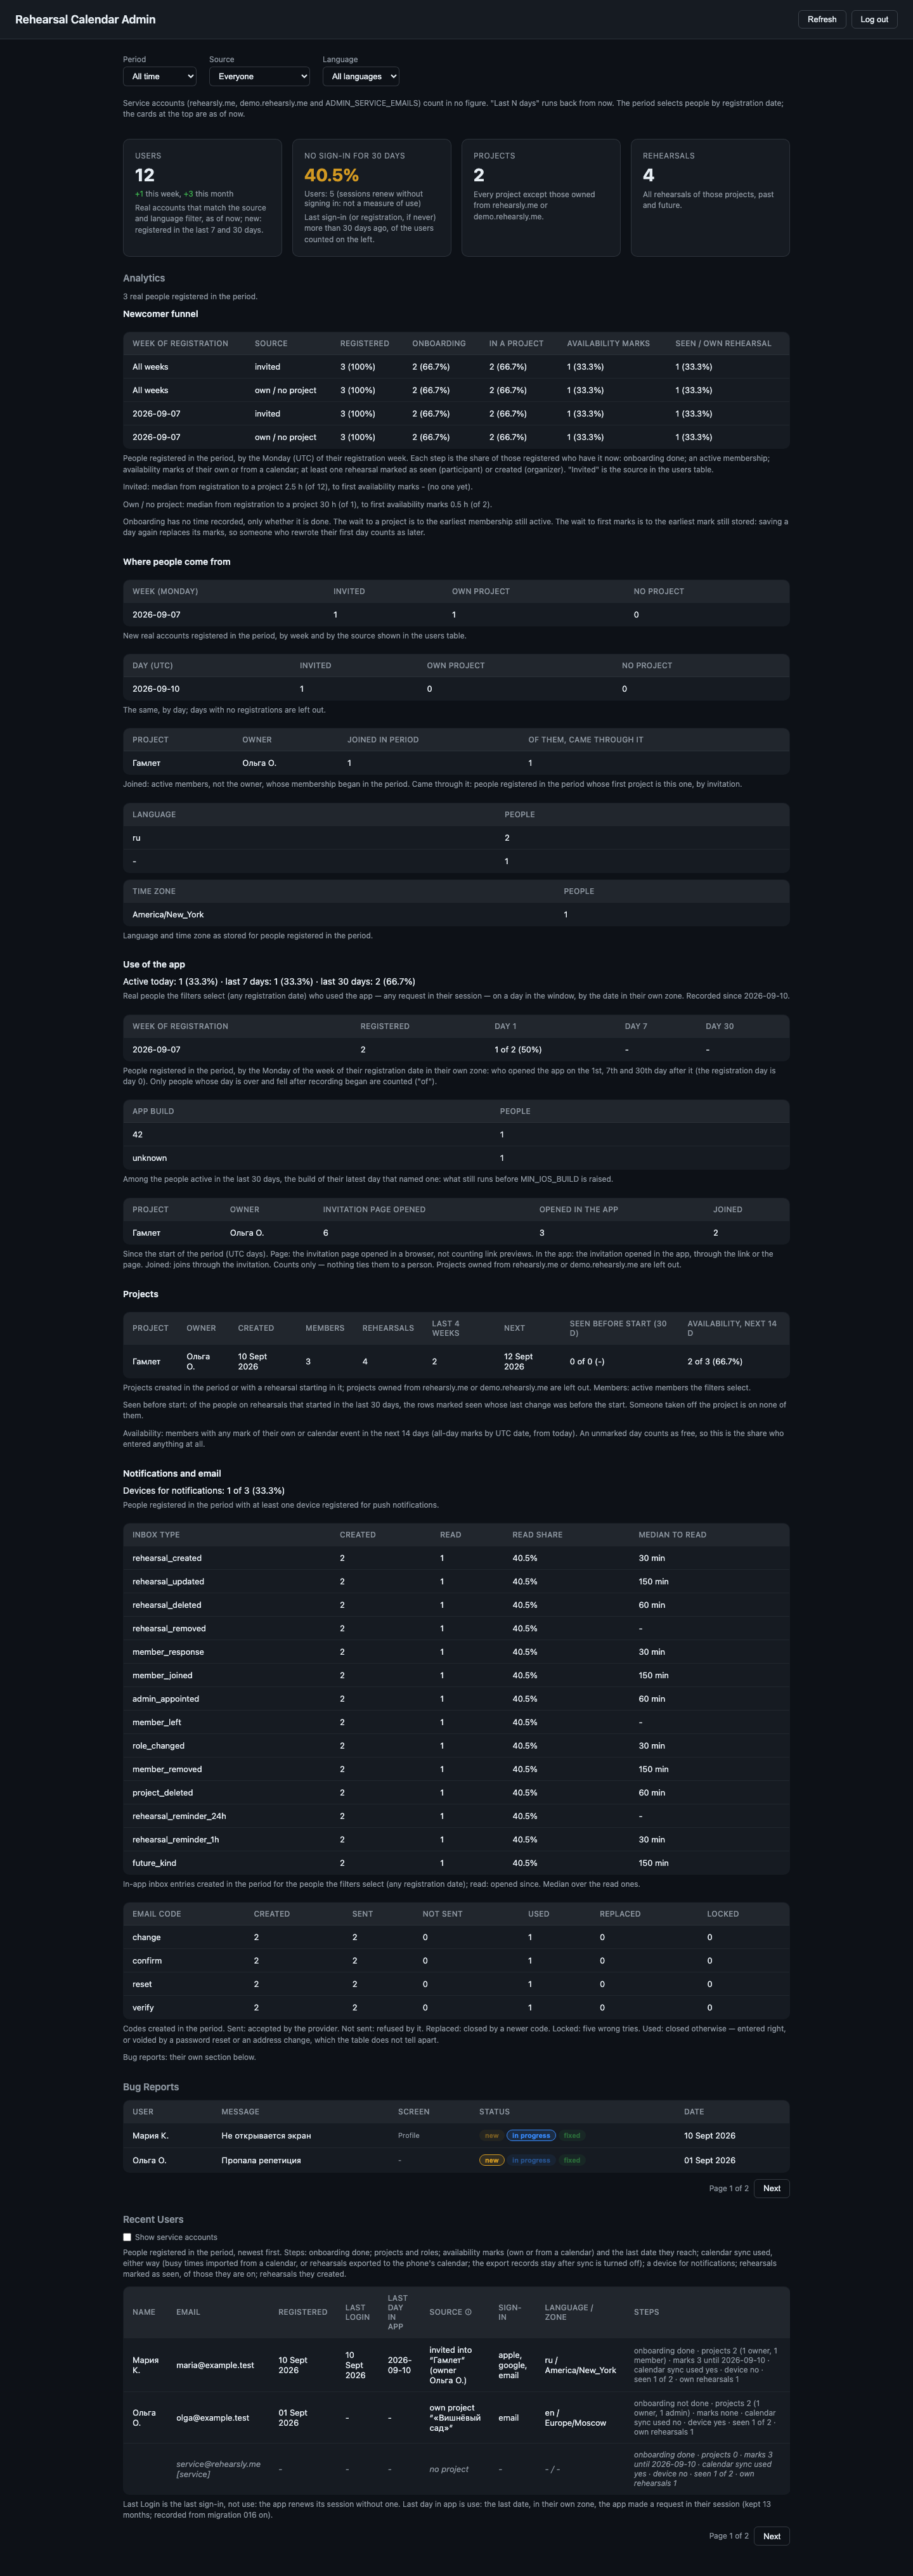 Rehearsal Calendar Admin
Refresh
Log out
Period
Source
Language
All time
Everyone
All languages
Service accounts (rehearsly.me, demo.rehearsly.me and ADMIN_SERVICE_EMAILS) count in no figure. "Last N days" runs back from now. The period selects people by registration date;
the cards at the top are as of now.
USERS
12
+1 this week, +3 this month
Real accounts that match the source
and language filter, as of now; new:
registered in the last 7 and 30 days.
NO SIGN-IN FOR 30 DAYS
40.5%
Users: 5 (sessions renew without
signing in: not a measure of use)
Last sign-in (or registration, if never)
more than 30 days ago, of the users
counted on the left.
PROJECTS
2
Every project except those owned
from rehearsly.me or
demo.rehearsly.me.
REHEARSALS
4
All rehearsals of those projects, past
and future.
Analytics
3 real people registered in the period.
Newcomer funnel
WEEK OF REGISTRATION SOURCE REGISTERED ONBOARDING IN A PROJECT AVAILABILITY MARKS SEEN / OWN REHEARSAL
All weeks invited 3 (100%) 2 (66.7%) 2 (66.7%) 1 (33.3%) 1 (33.3%)
All weeks own / no project 3 (100%) 2 (66.7%) 2 (66.7%) 1 (33.3%) 1 (33.3%)
2026-09-07 invited 3 (100%) 2 (66.7%) 2 (66.7%) 1 (33.3%) 1 (33.3%)
2026-09-07 own / no project 3 (100%) 2 (66.7%) 2 (66.7%) 1 (33.3%) 1 (33.3%)
People registered in the period, by the Monday (UTC) of their registration week. Each step is the share of those registered who have it now: onboarding done; an active membership;
availability marks of their own or from a calendar; at least one rehearsal marked as seen (participant) or created (organizer). "Invited" is the source in the users table.
Invited: median from registration to a project 2.5 h (of 12), to first availability marks - (no one yet).
Own / no project: median from registration to a project 30 h (of 1), to first availability marks 0.5 h (of 2).
Onboarding has no time recorded, only whether it is done. The wait to a project is to the earliest membership still active. The wait to first marks is to the earliest mark still stored: saving a
day again replaces its marks, so someone who rewrote their first day counts as later.
Where people come from
WEEK (MONDAY) INVITED OWN PROJECT NO PROJECT
2026-09-07 1 1 0
New real accounts registered in the period, by week and by the source shown in the users table.
DAY (UTC) INVITED OWN PROJECT NO PROJECT
2026-09-10 1 0 0
The same, by day; days with no registrations are left out.
PROJECT OWNER JOINED IN PERIOD OF THEM, CAME THROUGH IT
Гамлет Ольга О. 1 1
Joined: active members, not the owner, whose membership began in the period. Came through it: people registered in the period whose first project is this one, by invitation.
LANGUAGE PEOPLE
ru 2
- 1
TIME ZONE PEOPLE
America/New_York 1
Language and time zone as stored for people registered in the period.
Use of the app
Active today: 1 (33.3%) · last 7 days: 1 (33.3%) · last 30 days: 2 (66.7%)
Real people the filters select (any registration date) who used the app — any request in their session — on a day in the window, by the date in their own zone. Recorded since 2026-09-10.
WEEK OF REGISTRATION REGISTERED DAY 1 DAY 7 DAY 30
2026-09-07 2 1 of 2 (50%) - -
People registered in the period, by the Monday of the week of their registration date in their own zone: who opened the app on the 1st, 7th and 30th day after it (the registration day is
day 0). Only people whose day is over and fell after recording began are counted ("of").
APP BUILD PEOPLE
42 1
unknown 1
Among the people active in the last 30 days, the build of their latest day that named one: what still runs before MIN_IOS_BUILD is raised.
PROJECT OWNER INVITATION PAGE OPENED OPENED IN THE APP JOINED
Гамлет Ольга О. 6 3 2
Since the start of the period (UTC days). Page: the invitation page opened in a browser, not counting link previews. In the app: the invitation opened in the app, through the link or the
page. Joined: joins through the invitation. Counts only — nothing ties them to a person. Projects owned from rehearsly.me or demo.rehearsly.me are left out.
Projects
PROJECT OWNER CREATED MEMBERS REHEARSALS LAST 4 WEEKS NEXT SEEN BEFORE START (30 D) AVAILABILITY, NEXT 14 D
Гамлет Ольга О. 10 Sept 2026 3 4 2 12 Sept 2026 0 of 0 (-) 2 of 3 (66.7%)
Projects created in the period or with a rehearsal starting in it; projects owned from rehearsly.me or demo.rehearsly.me are left out. Members: active members the filters select.
Seen before start: of the people on rehearsals that started in the last 30 days, the rows marked seen whose last change was before the start. Someone taken off the project is on none of
them.
Availability: members with any mark of their own or calendar event in the next 14 days (all-day marks by UTC date, from today). An unmarked day counts as free, so this is the share who
entered anything at all.
Notifications and email
Devices for notifications: 1 of 3 (33.3%)
People registered in the period with at least one device registered for push notifications.
INBOX TYPE CREATED READ READ SHARE MEDIAN TO READ
rehearsal_created 2 1 40.5% 30 min
rehearsal_updated 2 1 40.5% 150 min
rehearsal_deleted 2 1 40.5% 60 min
rehearsal_removed 2 1 40.5% -
member_response 2 1 40.5% 30 min
member_joined 2 1 40.5% 150 min
admin_appointed 2 1 40.5% 60 min
member_left 2 1 40.5% -
role_changed 2 1 40.5% 30 min
member_removed 2 1 40.5% 150 min
project_deleted 2 1 40.5% 60 min
rehearsal_reminder_24h 2 1 40.5% -
rehearsal_reminder_1h 2 1 40.5% 30 min
future_kind 2 1 40.5% 150 min
In-app inbox entries created in the period for the people the filters select (any registration date); read: opened since. Median over the read ones.
EMAIL CODE CREATED SENT NOT SENT USED REPLACED LOCKED
change 2 2 0 1 0 0
confirm 2 2 0 1 0 0
reset 2 2 0 1 0 0
verify 2 2 0 1 0 0
Codes created in the period. Sent: accepted by the provider. Not sent: refused by it. Replaced: closed by a newer code. Locked: five wrong tries. Used: closed otherwise — entered right,
or voided by a password reset or an address change, which the table does not tell apart.
Bug reports: their own section below.
Bug Reports
USER MESSAGE SCREEN STATUS DATE
Мария К. Не открывается экран Profile new in progress fixed 10 Sept 2026
Ольга О. Пропала репетиция - new in progress fixed 01 Sept 2026
Page 1 of 2 Next
Recent Users
Show service accounts
People registered in the period, newest first. Steps: onboarding done; projects and roles; availability marks (own or from a calendar) and the last date they reach; calendar sync used,
either way (busy times imported from a calendar, or rehearsals exported to the phone's calendar; the export records stay after sync is turned off); a device for notifications; rehearsals
marked as seen, of those they are on; rehearsals they created.
NAME EMAIL REGISTERED LAST LOGIN LAST DAY IN APP SOURCE ⓘ SIGN-IN LANGUAGE / ZONE STEPS
Мария К. maria@example.test 10 Sept 2026 10 Sept 2026 2026-09-10 invited into "Гамлет" (owner Ольга О.) apple, google, email ru / America/New_York onboarding done · projects 2 (1 owner, 1 member) · marks 3 until 2026-09-10 · calendar sync used yes · device no · seen 1 of 2 · own rehearsals 1
Ольга О. olga@example.test 01 Sept 2026 - - own project "«Вишнёвый сад»" email en / Europe/Moscow onboarding not done · projects 2 (1 owner, 1 admin) · marks none · calendar sync used no · device yes · seen 1 of 2 · own rehearsals 1
service@rehearsly.me [service] - - - no project - - / - onboarding done · projects 0 · marks 3 until 2026-09-10 · calendar sync used yes · device no · seen 1 of 2 · own rehearsals 1
Last Login is the last sign-in, not use: the app renews its session without one. Last day in app is use: the last date, in their own zone, the app made a request in their session (kept 13
months; recorded from migration 016 on).
Page 1 of 2 Next